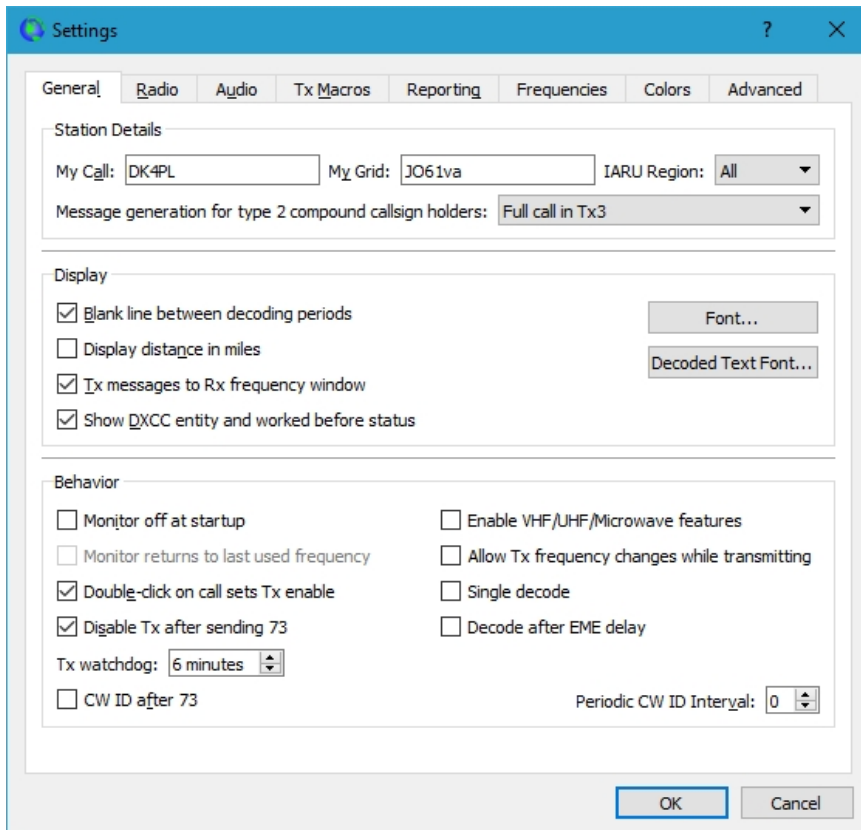 Settings ?
General Radio Audio Tx Macros Reporting Frequencies Colors Advanced
Station Details
My Call: DK4PL My Grid: JO61va IARU Region: All
Message generation for type 2 compound callsign holders: Full call in Tx3
Display
Blank line between decoding periods
Font...
Display distance in miles
Decoded Text Font...
Tx messages to Rx frequency window
Show DXCC entity and worked before status
Behavior
Monitor off at startup Enable VHF/UHF/Microwave features
Monitor returns to last used frequency Allow Tx frequency changes while transmitting
Double-click on call sets Tx enable Single decode
Disable Tx after sending 73 Decode after EME delay
Tx watchdog: 6 minutes
CW ID after 73 Periodic CW ID Interval: 0
OK Cancel